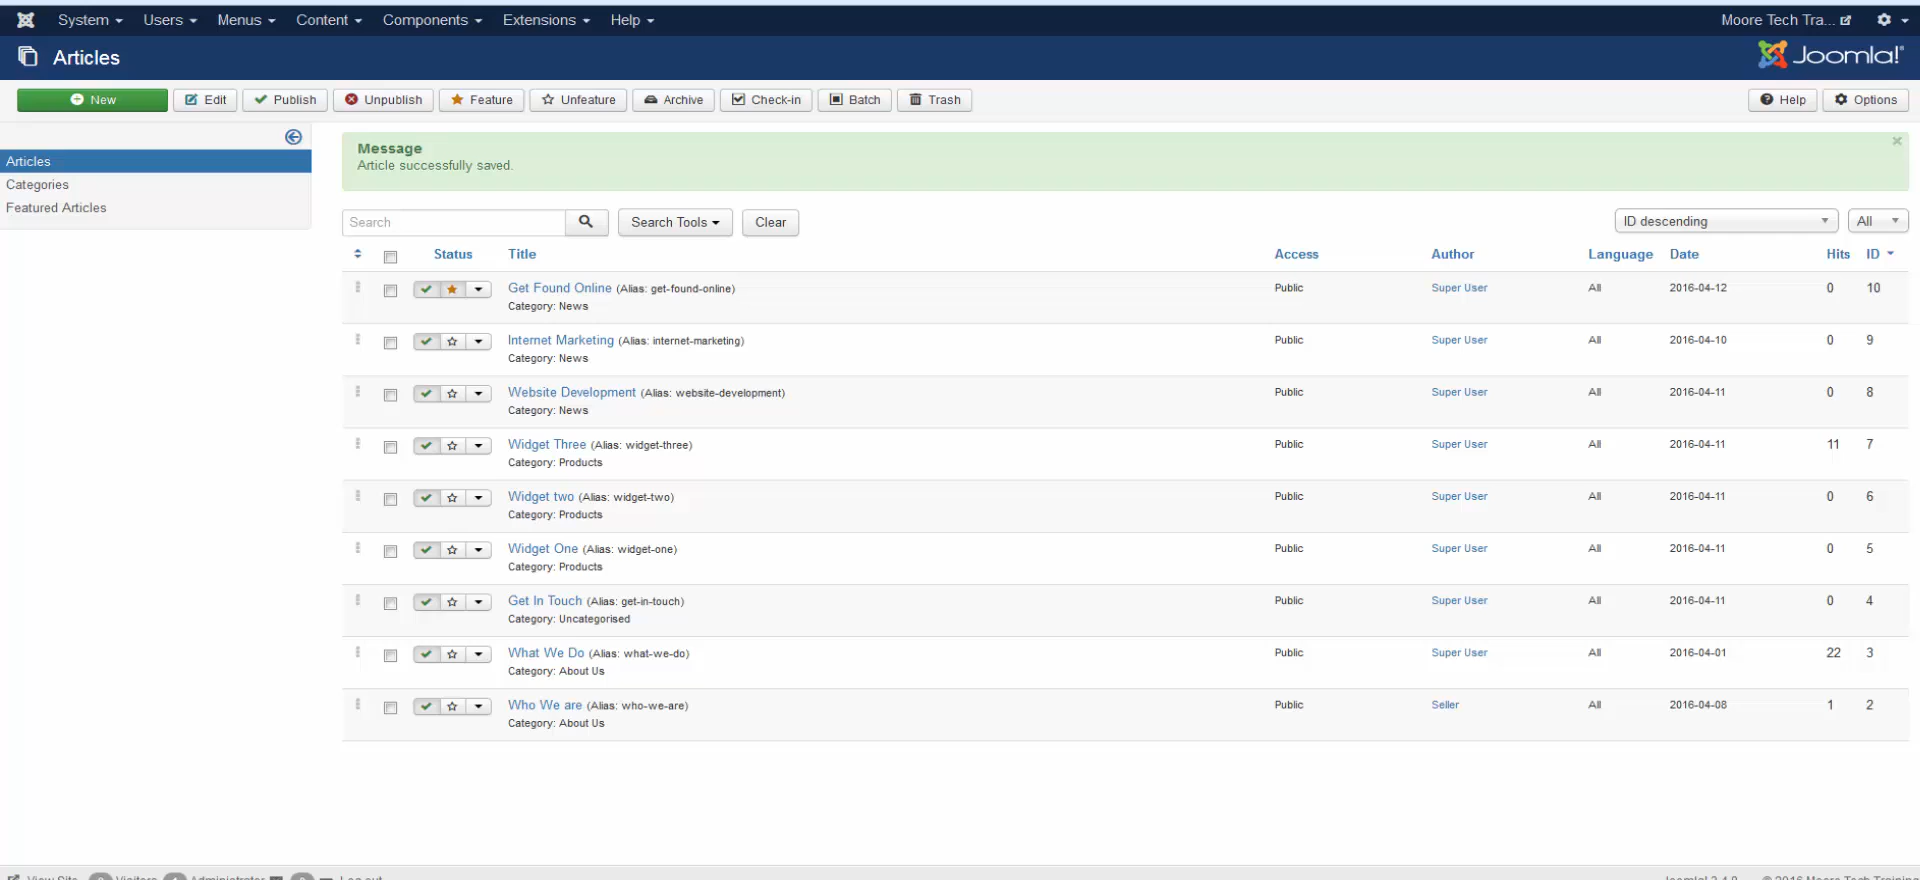 System Users Menus Content Components Extensions Help Moore Tech Tra...
Articles Joomla!
New Edit Publish Unpublish Feature Unfeature Archive Check-in Batch Trash Help Options
Articles
Categories
Featured Articles
Message
Article successfully saved.
Search Search Tools Clear ID descending All
Status Title Access Author Language Date Hits ID
Get Found Online (Alias: get-found-online) Public Super User All 2016-04-12 0 10
Category: News
Internet Marketing (Alias: internet-marketing) Public Super User All 2016-04-10 0 9
Category: News
Website Development (Alias: website-development) Public Super User All 2016-04-11 0 8
Category: News
Widget Three (Alias: widget-three) Public Super User All 2016-04-11 11 7
Category: Products
Widget two (Alias: widget-two) Public Super User All 2016-04-11 0 6
Category: Products
Widget One (Alias: widget-one) Public Super User All 2016-04-11 0 5
Category: Products
Get In Touch (Alias: get-in-touch) Public Super User All 2016-04-11 0 4
Category: Uncategorised
What We Do (Alias: what-we-do) Public Super User All 2016-04-01 22 3
Category: About Us
Who We are (Alias: who-we-are) Public Seller All 2016-04-08 1 2
Category: About Us
View Site Visitors Administrator Log out Joomla! 3.4.8 © 2016 Moore Tech Training